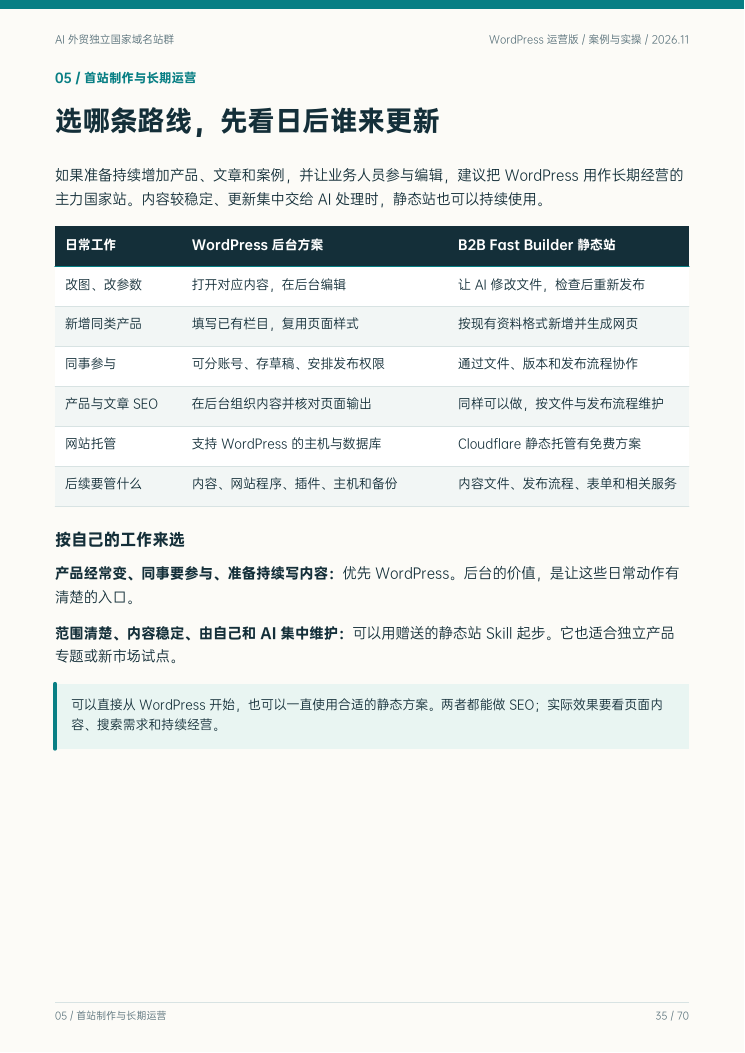 AI 外贸独立国家域名站群
WordPress 运营版 / 案例与实操 / 2026.11
05 / 首站制作与长期运营
选哪条路线，先看日后谁来更新
如果准备持续增加产品、文章和案例，并让业务人员参与编辑，建议把 WordPress 用作长期经营的
主力国家站。内容较稳定、更新集中交给 AI 处理时，静态站也可以持续使用。
日常工作 WordPress 后台方案 B2B Fast Builder 静态站
改图、改参数 打开对应内容，在后台编辑 让 AI 修改文件，检查后重新发布
新增同类产品 填写已有栏目，复用页面样式 按现有资料格式新增并生成网页
同事参与 可分账号、存草稿、安排发布权限 通过文件、版本和发布流程协作
产品与文章 SEO 在后台组织内容并核对页面输出 同样可以做，按文件与发布流程维护
网站托管 支持 WordPress 的主机与数据库 Cloudflare 静态托管有免费方案
后续要管什么 内容、网站程序、插件、主机和备份 内容文件、发布流程、表单和相关服务
按自己的工作来选
产品经常变、同事要参与、准备持续写内容：优先 WordPress。后台的价值，是让这些日常动作有
清楚的入口。
范围清楚、内容稳定、由自己和 AI 集中维护：可以用赠送的静态站 Skill 起步。它也适合独立产品
专题或新市场试点。
可以直接从 WordPress 开始，也可以一直使用合适的静态方案。两者都能做 SEO；实际效果要看页面内
容、搜索需求和持续经营。
05 / 首站制作与长期运营
35 / 70